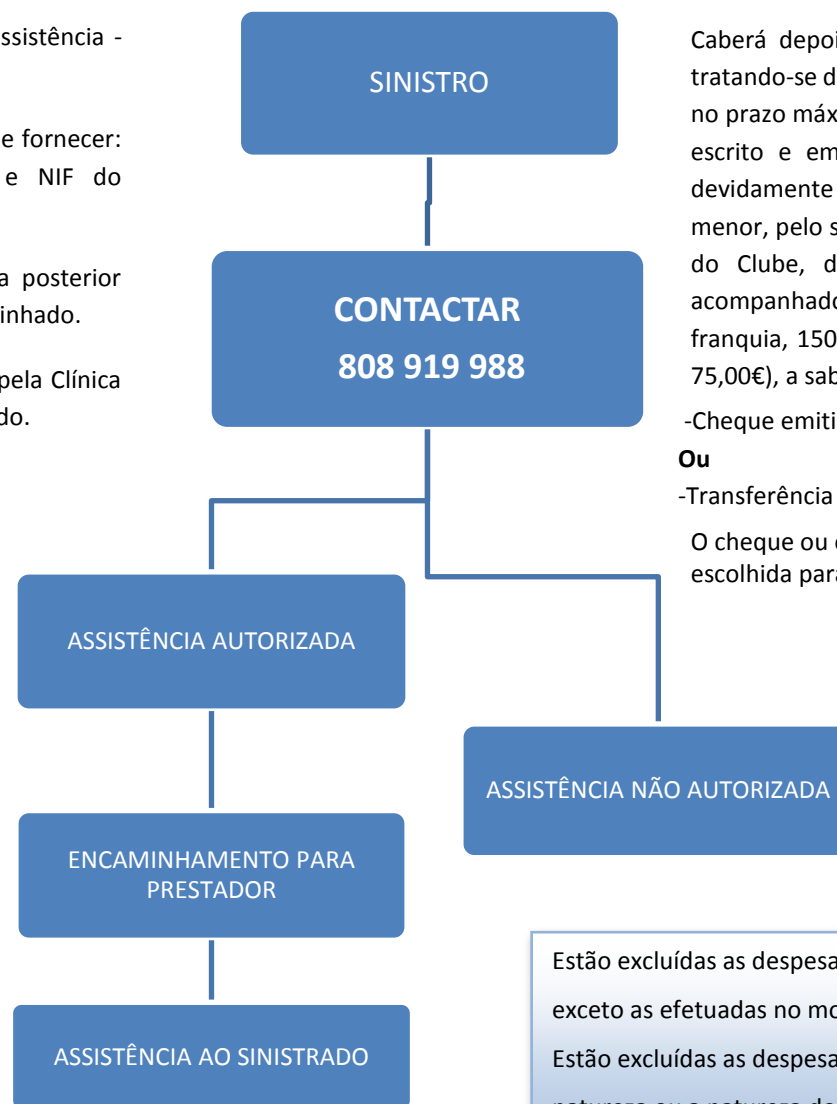 ssistência -
e fornecer:
e NIF do
a posterior
inhado.
pela Clínica
do.
SINISTRO
CONTACTAR
808 919 988
ASSISTÊNCIA AUTORIZADA
ENCAMINHAMENTO PARA
PRESTADOR
ASSISTÊNCIA AO SINISTRADO
ASSISTÊNCIA NÃO AUTORIZADA
Caberá depoi
tratando-se d
no prazo máx
escrito e em
devidamente
menor, pelo s
do Clube, d
acompanhado
franquia, 150
75,00€), a sab
-Cheque emiti
Ou
-Transferência
O cheque ou
escolhida para
Estão excluídas as despesa
exceto as efetuadas no mo
Estão excluídas as despesa